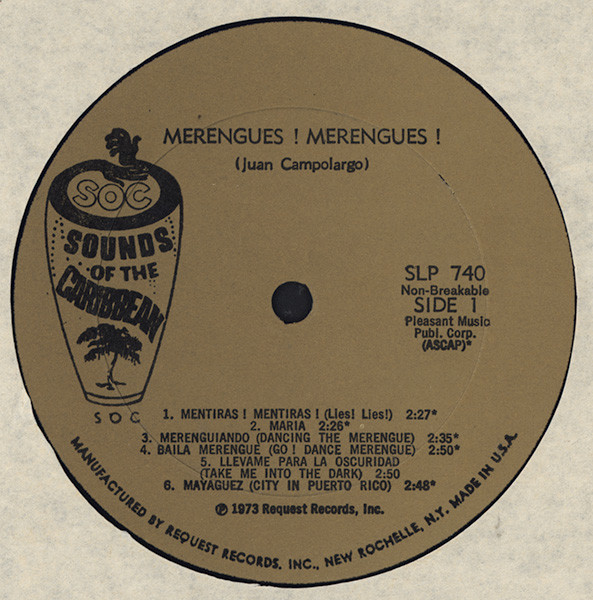 MERENGUES ! MERENGUES !
(Juan Campolargo)
SOC
SOUNDS
OF THE
CARIBBEAN
SOC
SLP 740
Non-Breakable
SIDE 1
Pleasant Music
Publ. Corp.
(ASCAP)*
1. MENTIRAS ! MENTIRAS ! (Lies! Lies!) 2:27*
2. MARIA 2:26*
3. MERENGUIANDO (DANCING THE MERENGUE) 2:35*
4. BAILA MERENGUE (GO ! DANCE MERENGUE) 2:50*
5. LLEVAME PARA LA OSCURIDAD
(TAKE ME INTO THE DARK) 2:50
6. MAYAGUEZ (CITY IN PUERTO RICO) 2:48*
℗ 1973 Request Records, Inc.
MANUFACTURED BY REQUEST RECORDS. INC., NEW ROCHELLE, N.Y. MADE IN U.S.A.